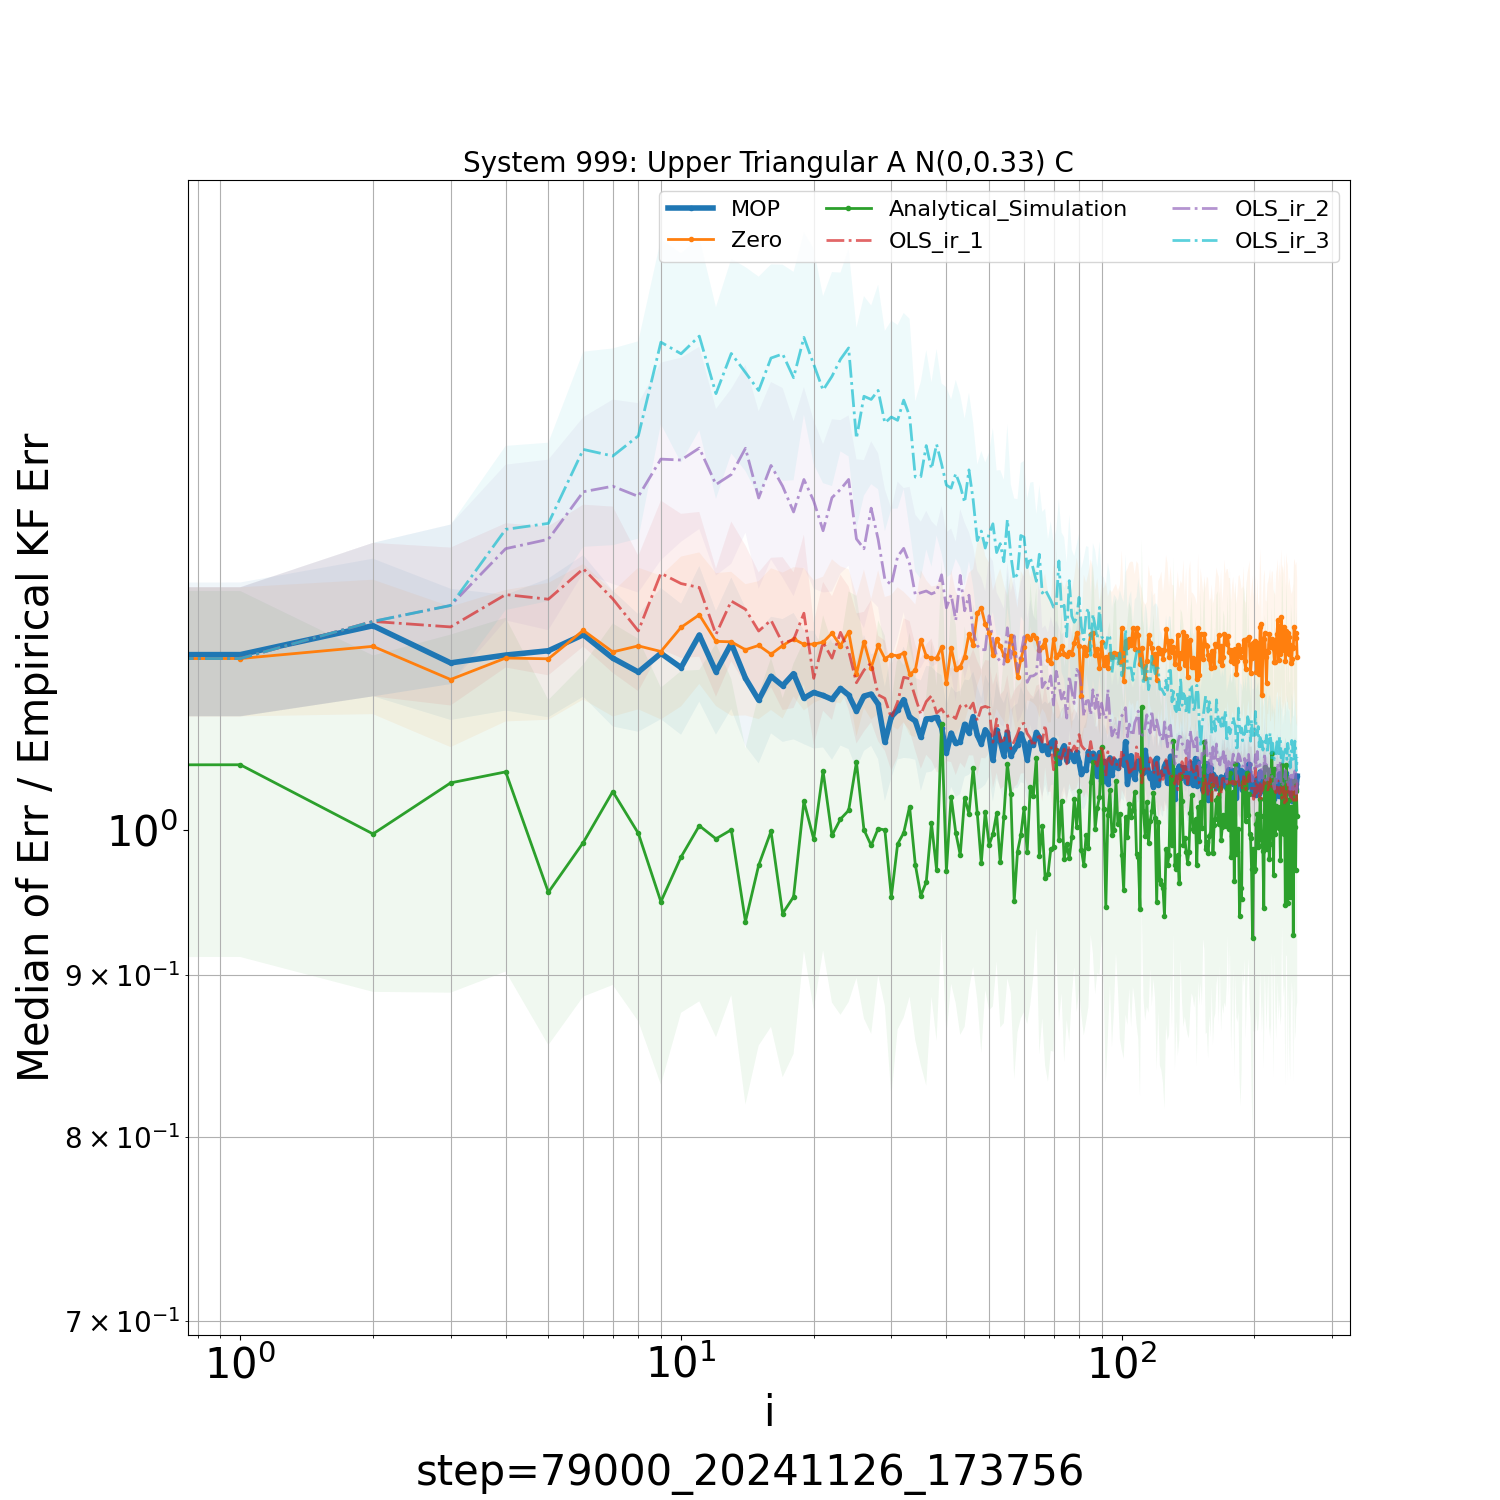 System 999: Upper Triangular A N(0,0.33) C
MOP
Zero
Analytical_Simulation
OLS_ir_1
OLS_ir_2
OLS_ir_3
Median of Err / Empirical KF Err
10⁰
9 × 10⁻¹
8 × 10⁻¹
7 × 10⁻¹
10⁰ 10¹ 10²
i
step=79000_20241126_173756